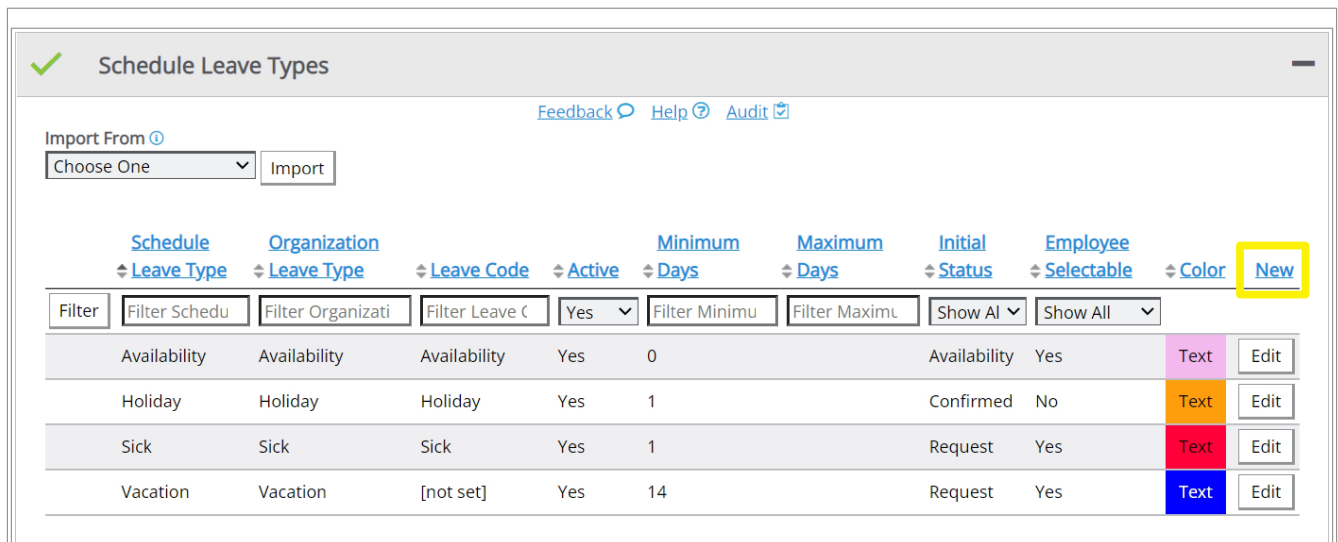 Schedule Leave Types
Feedback Help Audit
Import From
Choose One Import
Schedule Organization Minimum Maximum Initial Employee
Leave Type Leave Type Leave Code Active Days Days Status Selectable Color New
Filter Filter Schedu Filter Organizati Filter Leave C Yes Filter Minimu Filter Maximu Show Al Show All
Availability Availability Availability Yes 0 Availability Yes Text Edit
Holiday Holiday Holiday Yes 1 Confirmed No Text Edit
Sick Sick Sick Yes 1 Request Yes Text Edit
Vacation Vacation [not set] Yes 14 Request Yes Text Edit